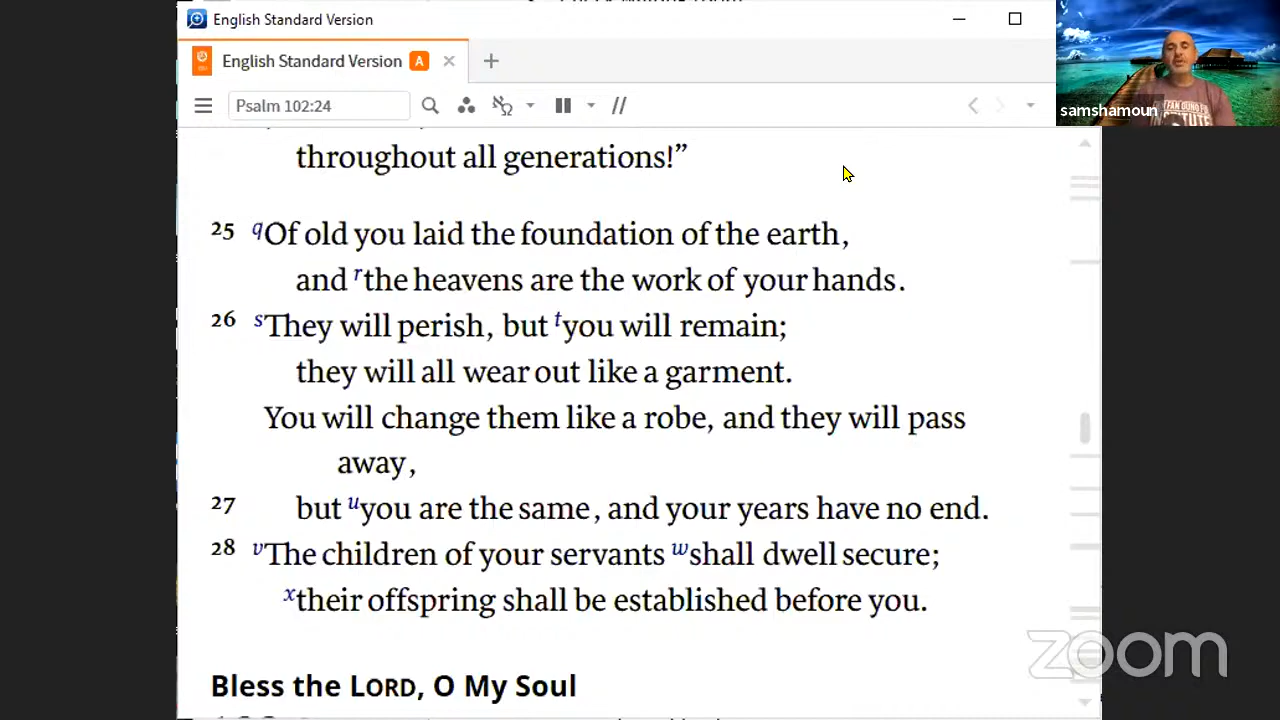 English Standard Version
English Standard Version A
Psalm 102:24
samshamoun
throughout all generations!”
25 qOf old you laid the foundation of the earth,
and rthe heavens are the work of your hands.
26 sThey will perish, but tyou will remain;
they will all wear out like a garment.
You will change them like a robe, and they will pass
away,
27 but uyou are the same, and your years have no end.
28 vThe children of your servants wshall dwell secure;
xtheir offspring shall be established before you.
zoom
Bless the LORD, O My Soul